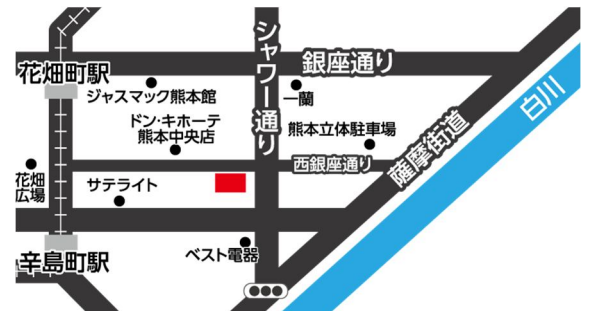 シャワー通り
銀座通り
花畑町駅
ジャスマック熊本館
一蘭
白川
ドン・キホーテ
熊本中央店
熊本立体駐車場
薩摩街道
西銀座通り
花畑
広場
サテライト
ベスト電器
辛島町駅